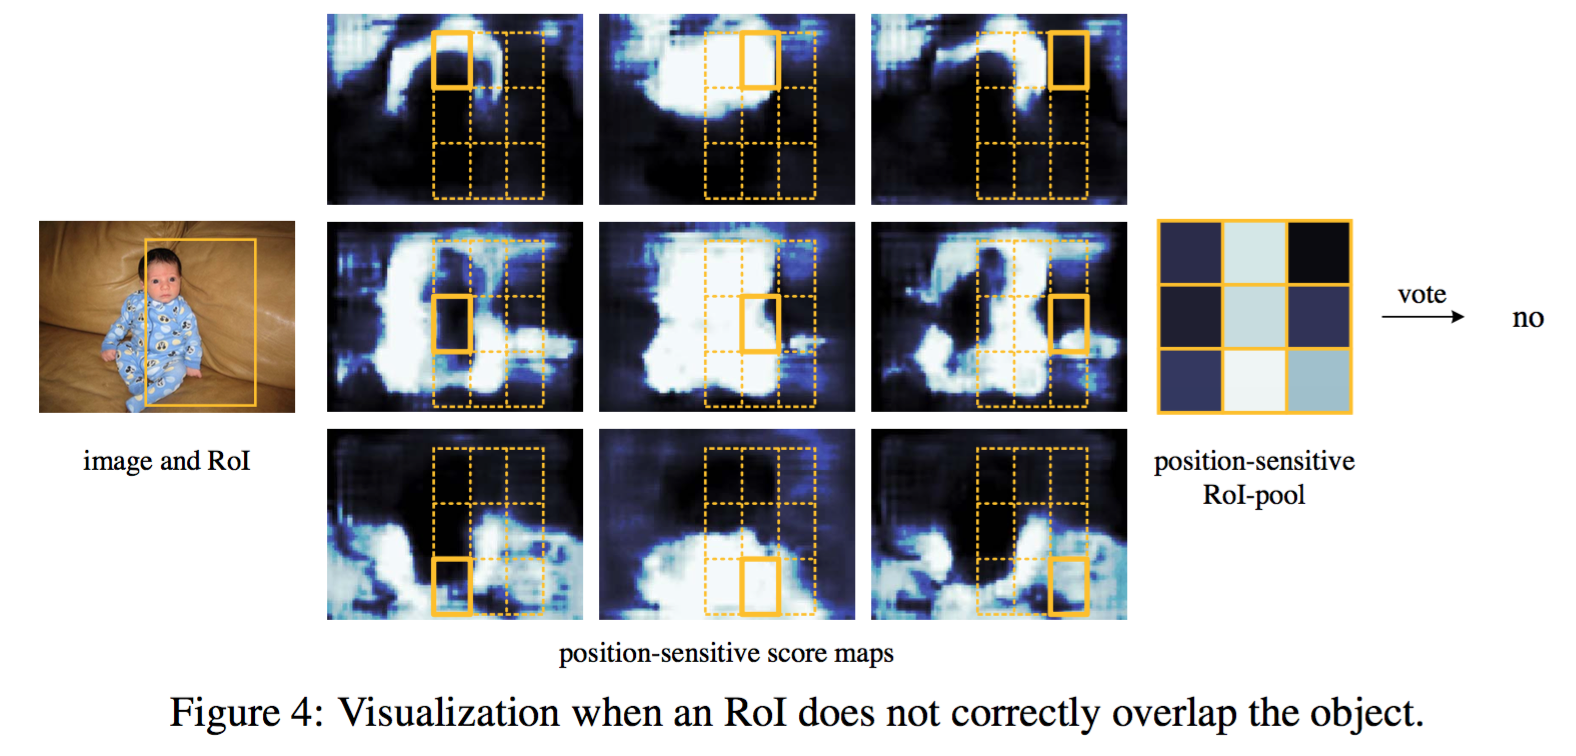 image and RoI
position-sensitive score maps
position-sensitive
RoI-pool
vote
no
Figure 4: Visualization when an RoI does not correctly overlap the object.